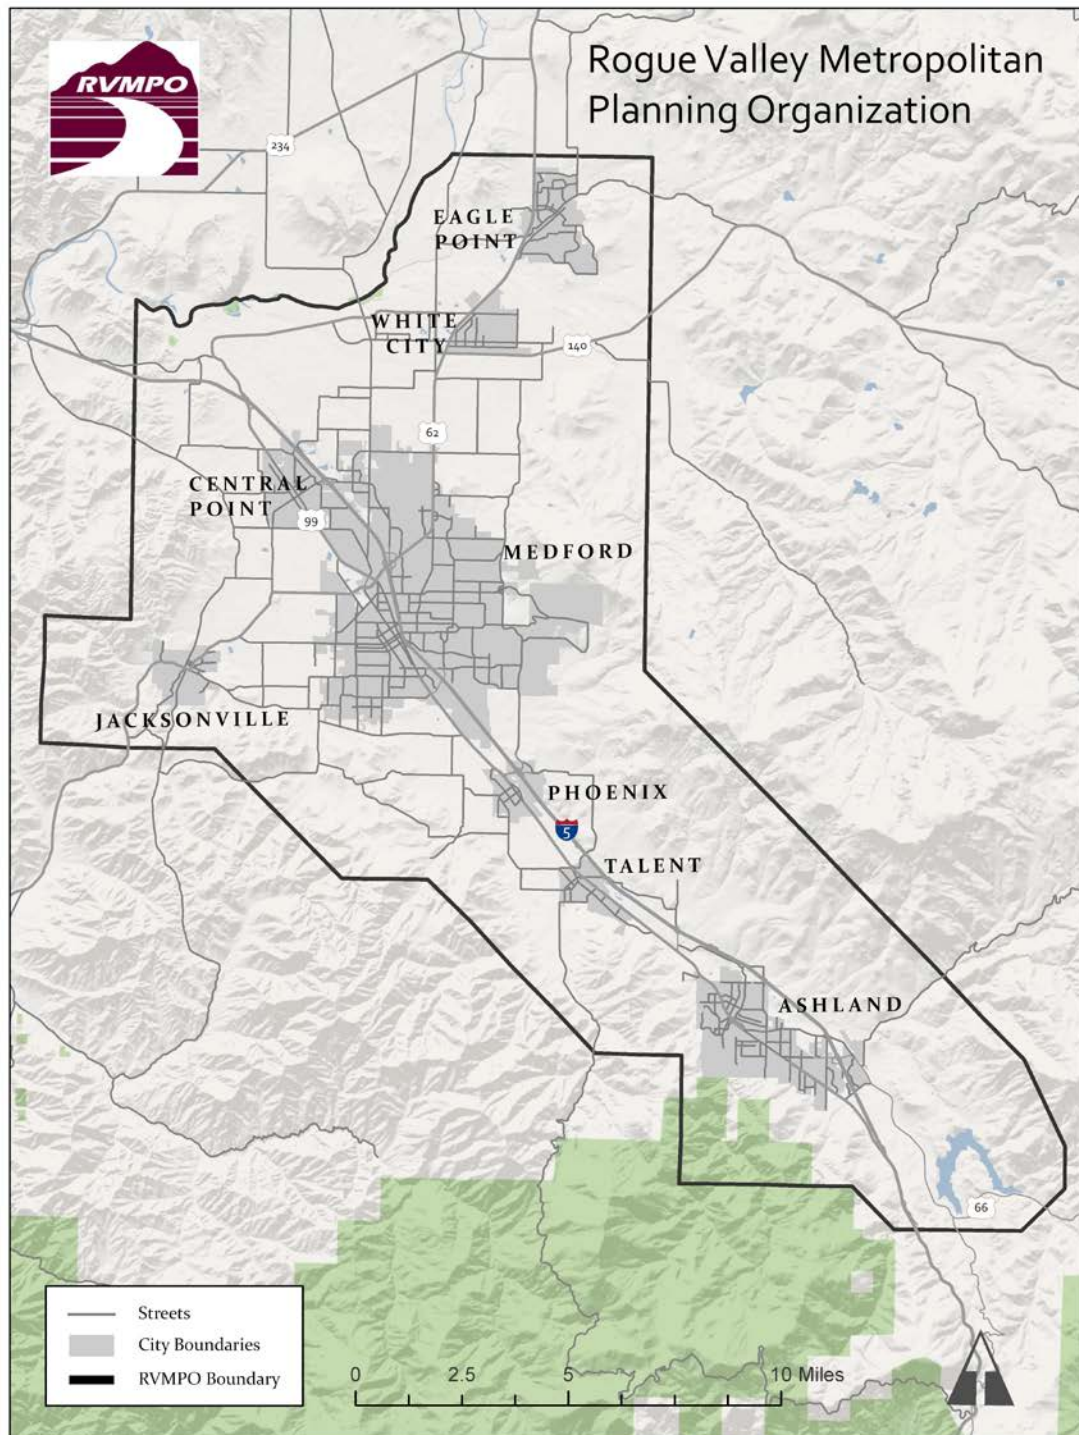 RVMPO
Rogue Valley Metropolitan
Planning Organization
234
EAGLE
POINT
WHITE
CITY
140
62
CENTRAL
POINT
99
MEDFORD
JACKSONVILLE
PHOENIX
5
TALENT
ASHLAND
66
Streets
City Boundaries
RVMPO Boundary
0 2.5 5 10 Miles